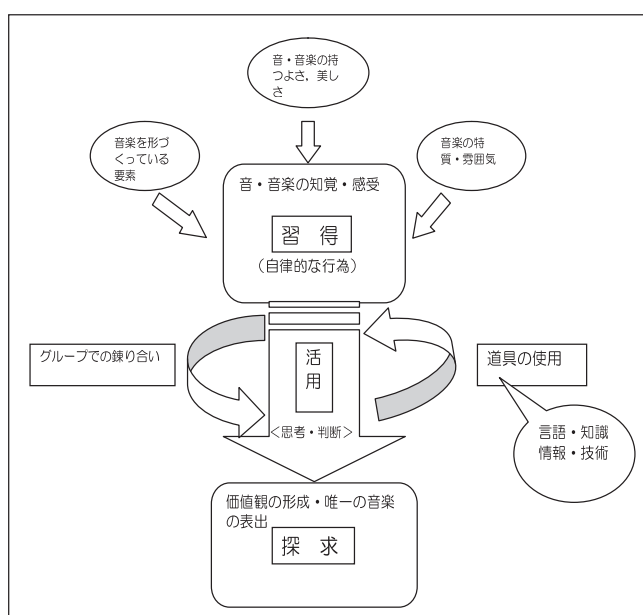 音・音楽の持
つよさ，美し
さ
音楽を形づ
くっている
要素
音楽の特
質・雰囲気
音・音楽の知覚・感受
習　得
（自律的な行為）
グループでの錬り合い
活
用
道具の使用
＜思考・判断＞
言語・知識
情報・技術
価値観の形成・唯一の音楽
の表出
探　求